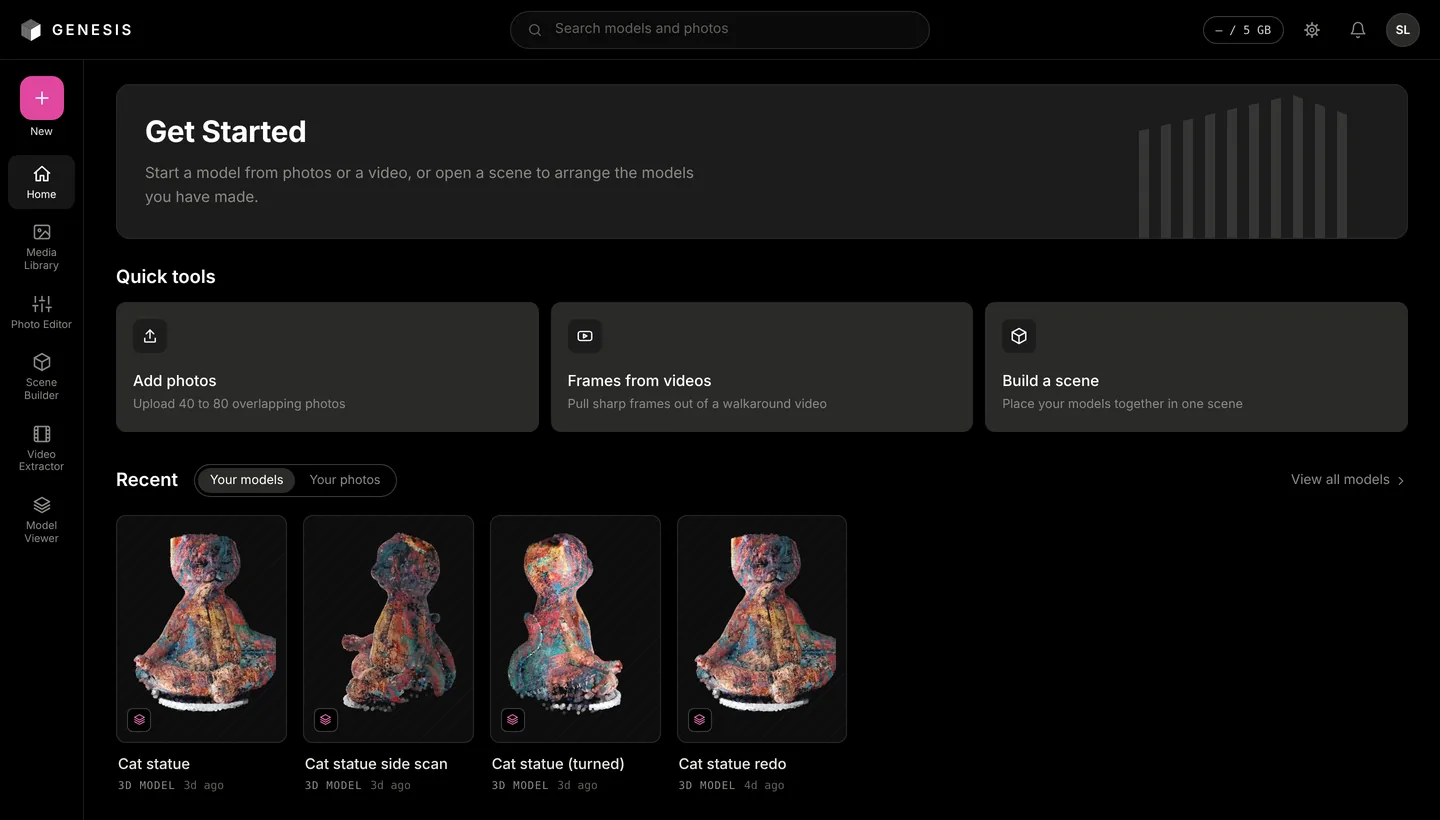 GENESIS
Search models and photos
– / 5 GB
SL
New
Home
Media
Library
Photo Editor
Scene
Builder
Video
Extractor
Model
Viewer
Get Started
Start a model from photos or a video, or open a scene to arrange the models
you have made.
Quick tools
Add photos
Upload 40 to 80 overlapping photos
Frames from videos
Pull sharp frames out of a walkaround video
Build a scene
Place your models together in one scene
Recent
Your models
Your photos
View all models
Cat statue
3D MODEL 3d ago
Cat statue side scan
3D MODEL 3d ago
Cat statue (turned)
3D MODEL 3d ago
Cat statue redo
3D MODEL 4d ago